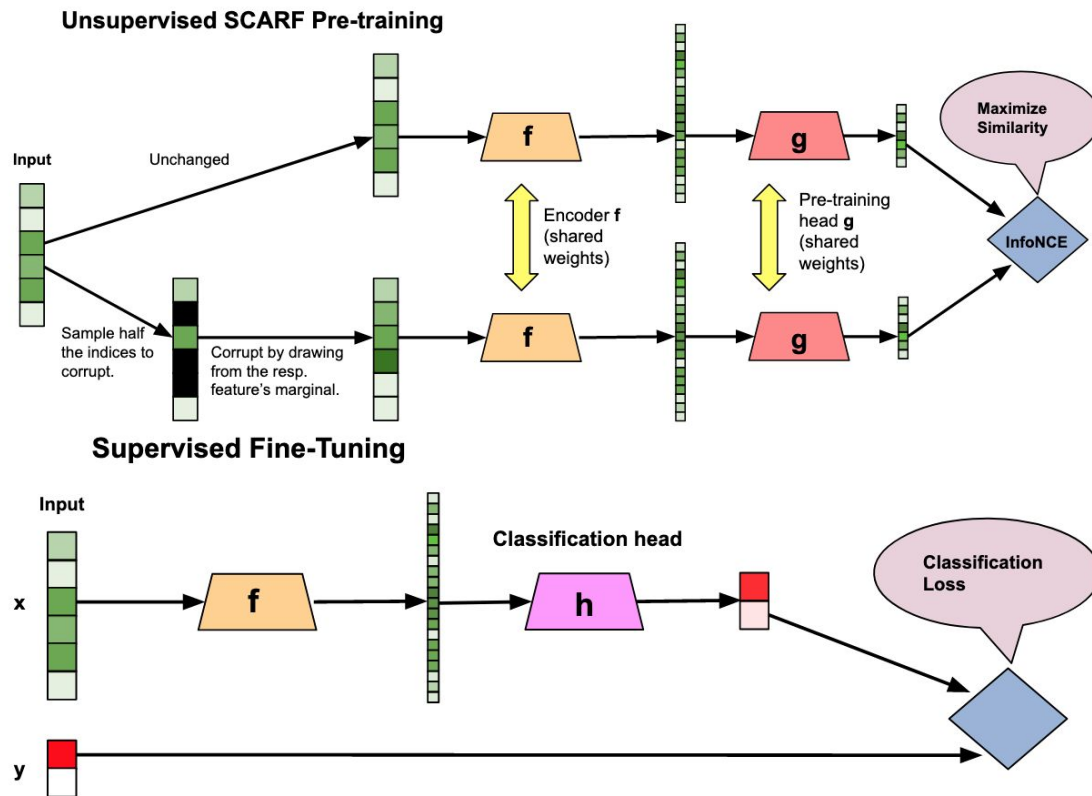 Unsupervised SCARF Pre-training
Input
Unchanged
f
g
Maximize
Similarity
Encoder f
(shared
weights)
Pre-training
head g
(shared
weights)
InfoNCE
Sample half
the indices to
corrupt.
Corrupt by drawing
from the resp.
feature's marginal.
f
g
Supervised Fine-Tuning
Input
x
f
Classification head
h
Classification
Loss
y